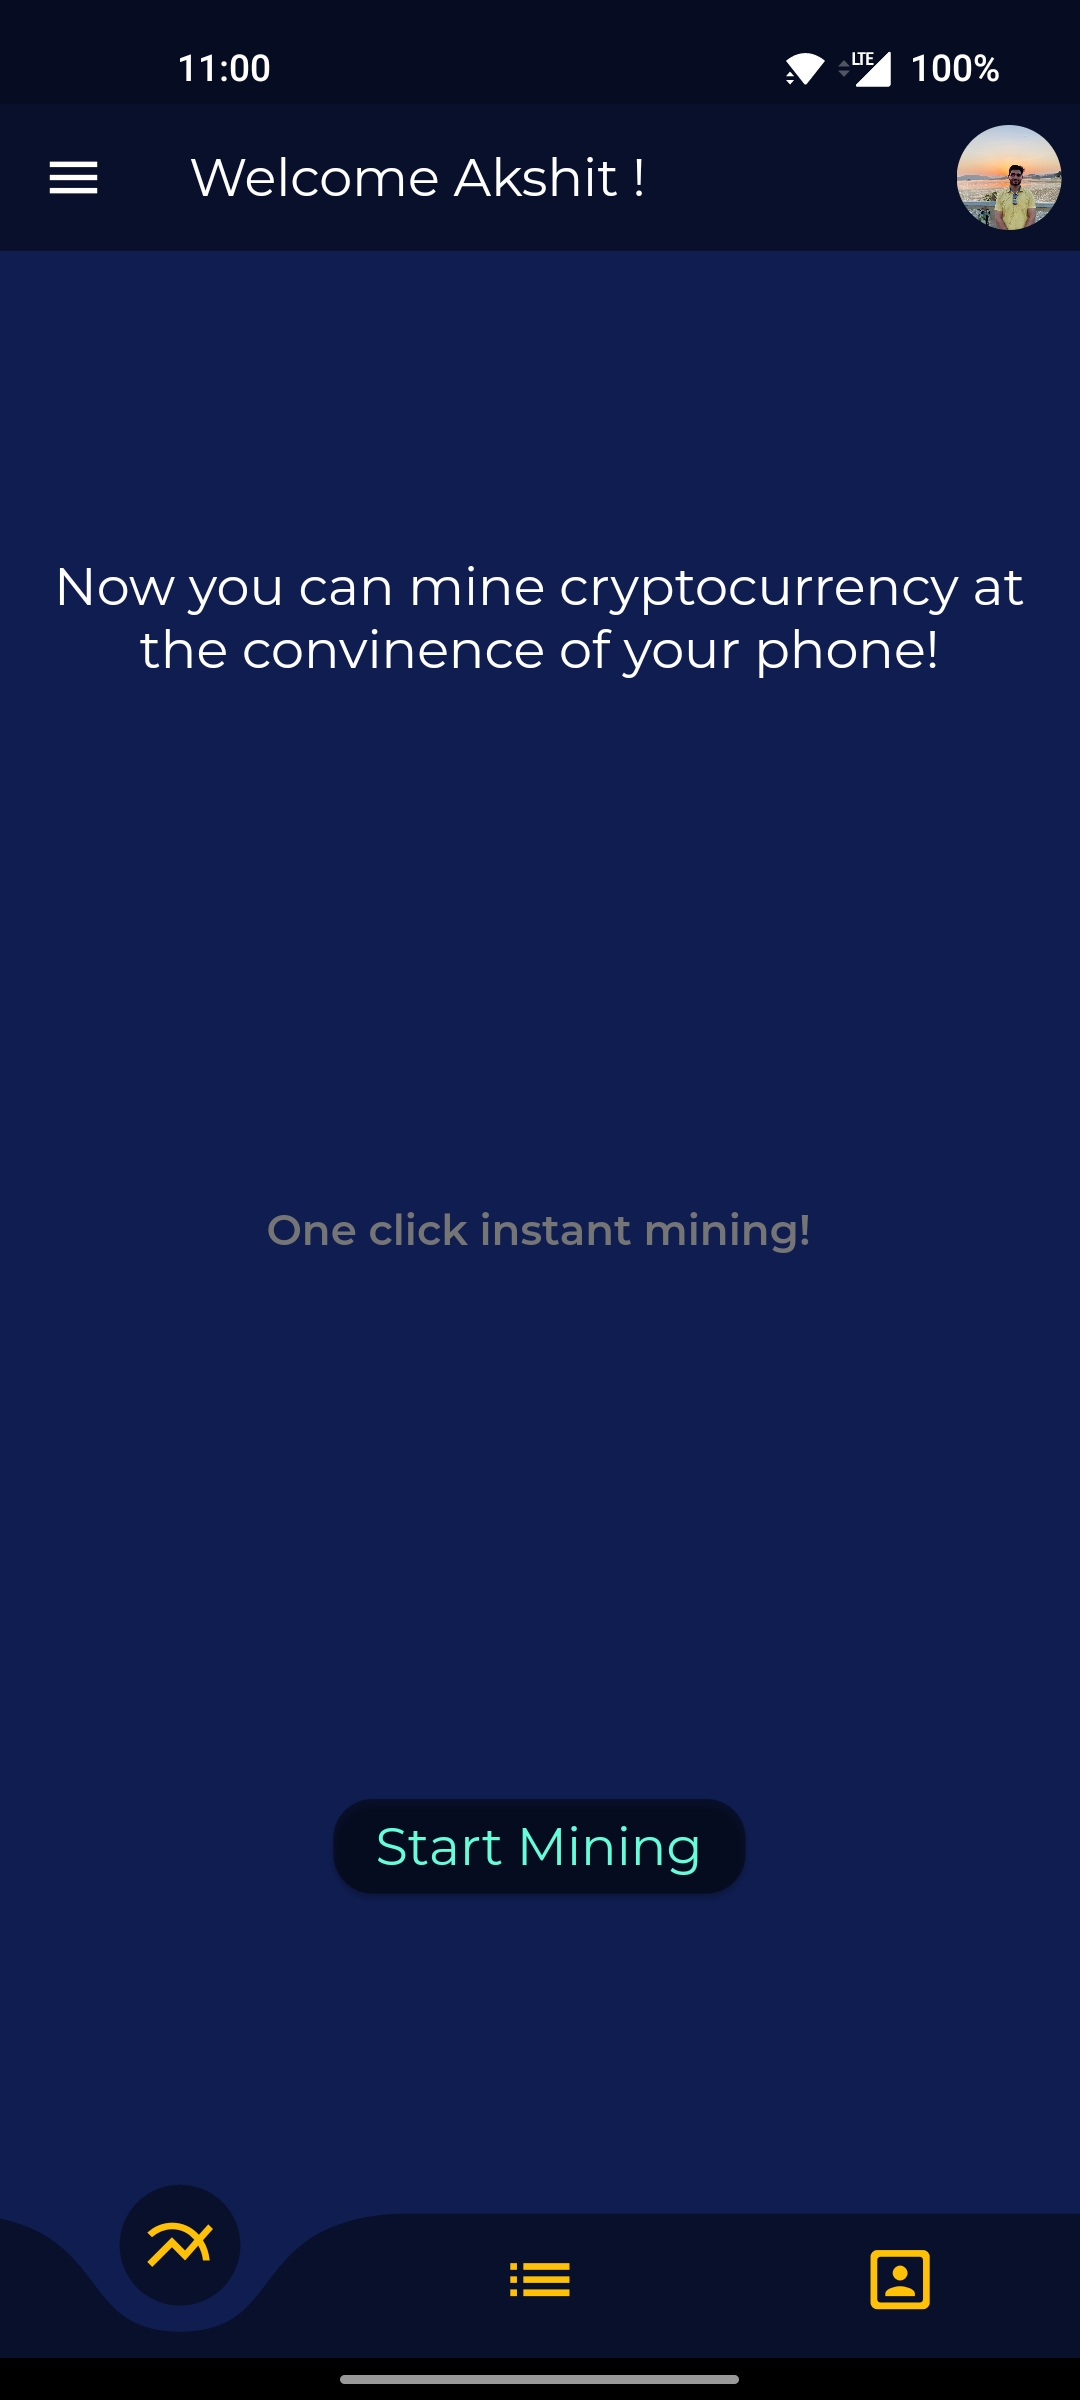 11:00 LTE 100%
Welcome Akshit !
Now you can mine cryptocurrency at
the convinence of your phone!
One click instant mining!
Start Mining